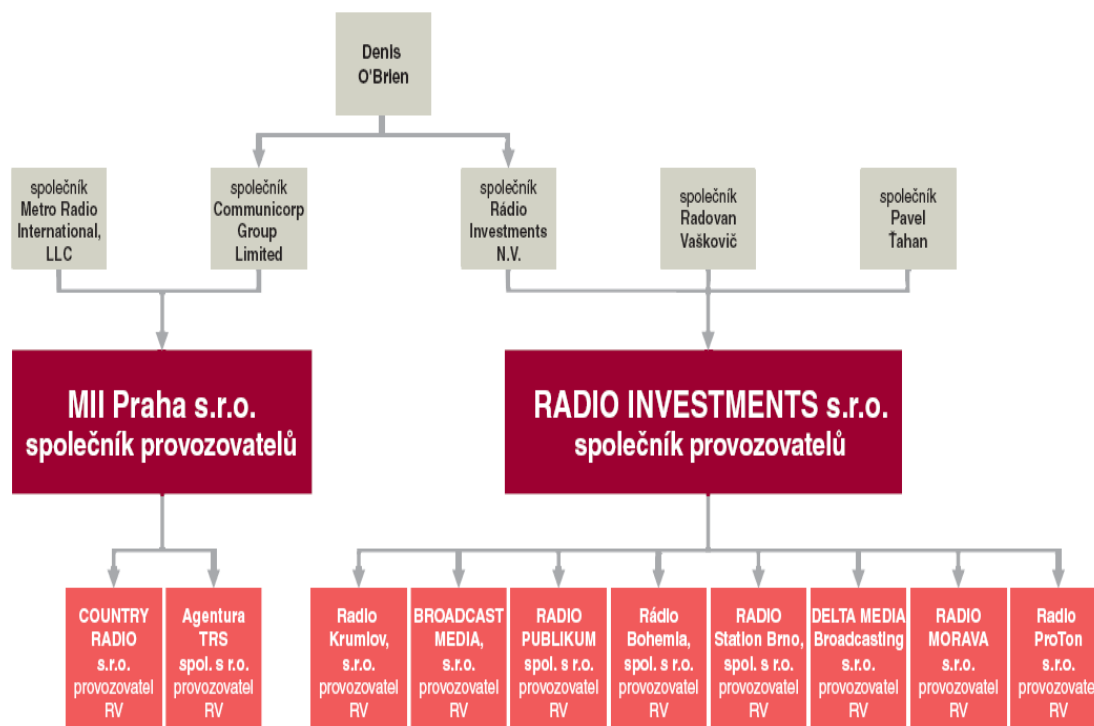 Denis
O'Brien
společník
Metro Radio
International,
LLC
společník
Communicorp
Group
Limited
společník
Rádio
Investments
N.V.
společník
Radovan
Vaškovič
společník
Pavel
Ťahan
MII Praha s.r.o.
společník provozovatelů
RADIO INVESTMENTS s.r.o.
společník provozovatelů
COUNTRY
RADIO
s.r.o.
provozovatel
RV
Agentura
TRS
spol. s r.o.
provozovatel
RV
Radio
Krumlov,
s.r.o.
provozovatel
RV
BROADCAST
MEDIA,
s.r.o.
provozovatel
RV
RADIO
PUBLIKUM
spol. s r.o.
provozovatel
RV
Rádio
Bohemia,
spol. s r.o.
provozovatel
RV
RADIO
Station Brno,
spol. s r.o.
provozovatel
RV
DELTA MEDIA
Broadcasting
s.r.o.
provozovatel
RV
RADIO
MORAVA
s.r.o.
provozovatel
RV
Radio
ProTon
s.r.o.
provozovatel
RV